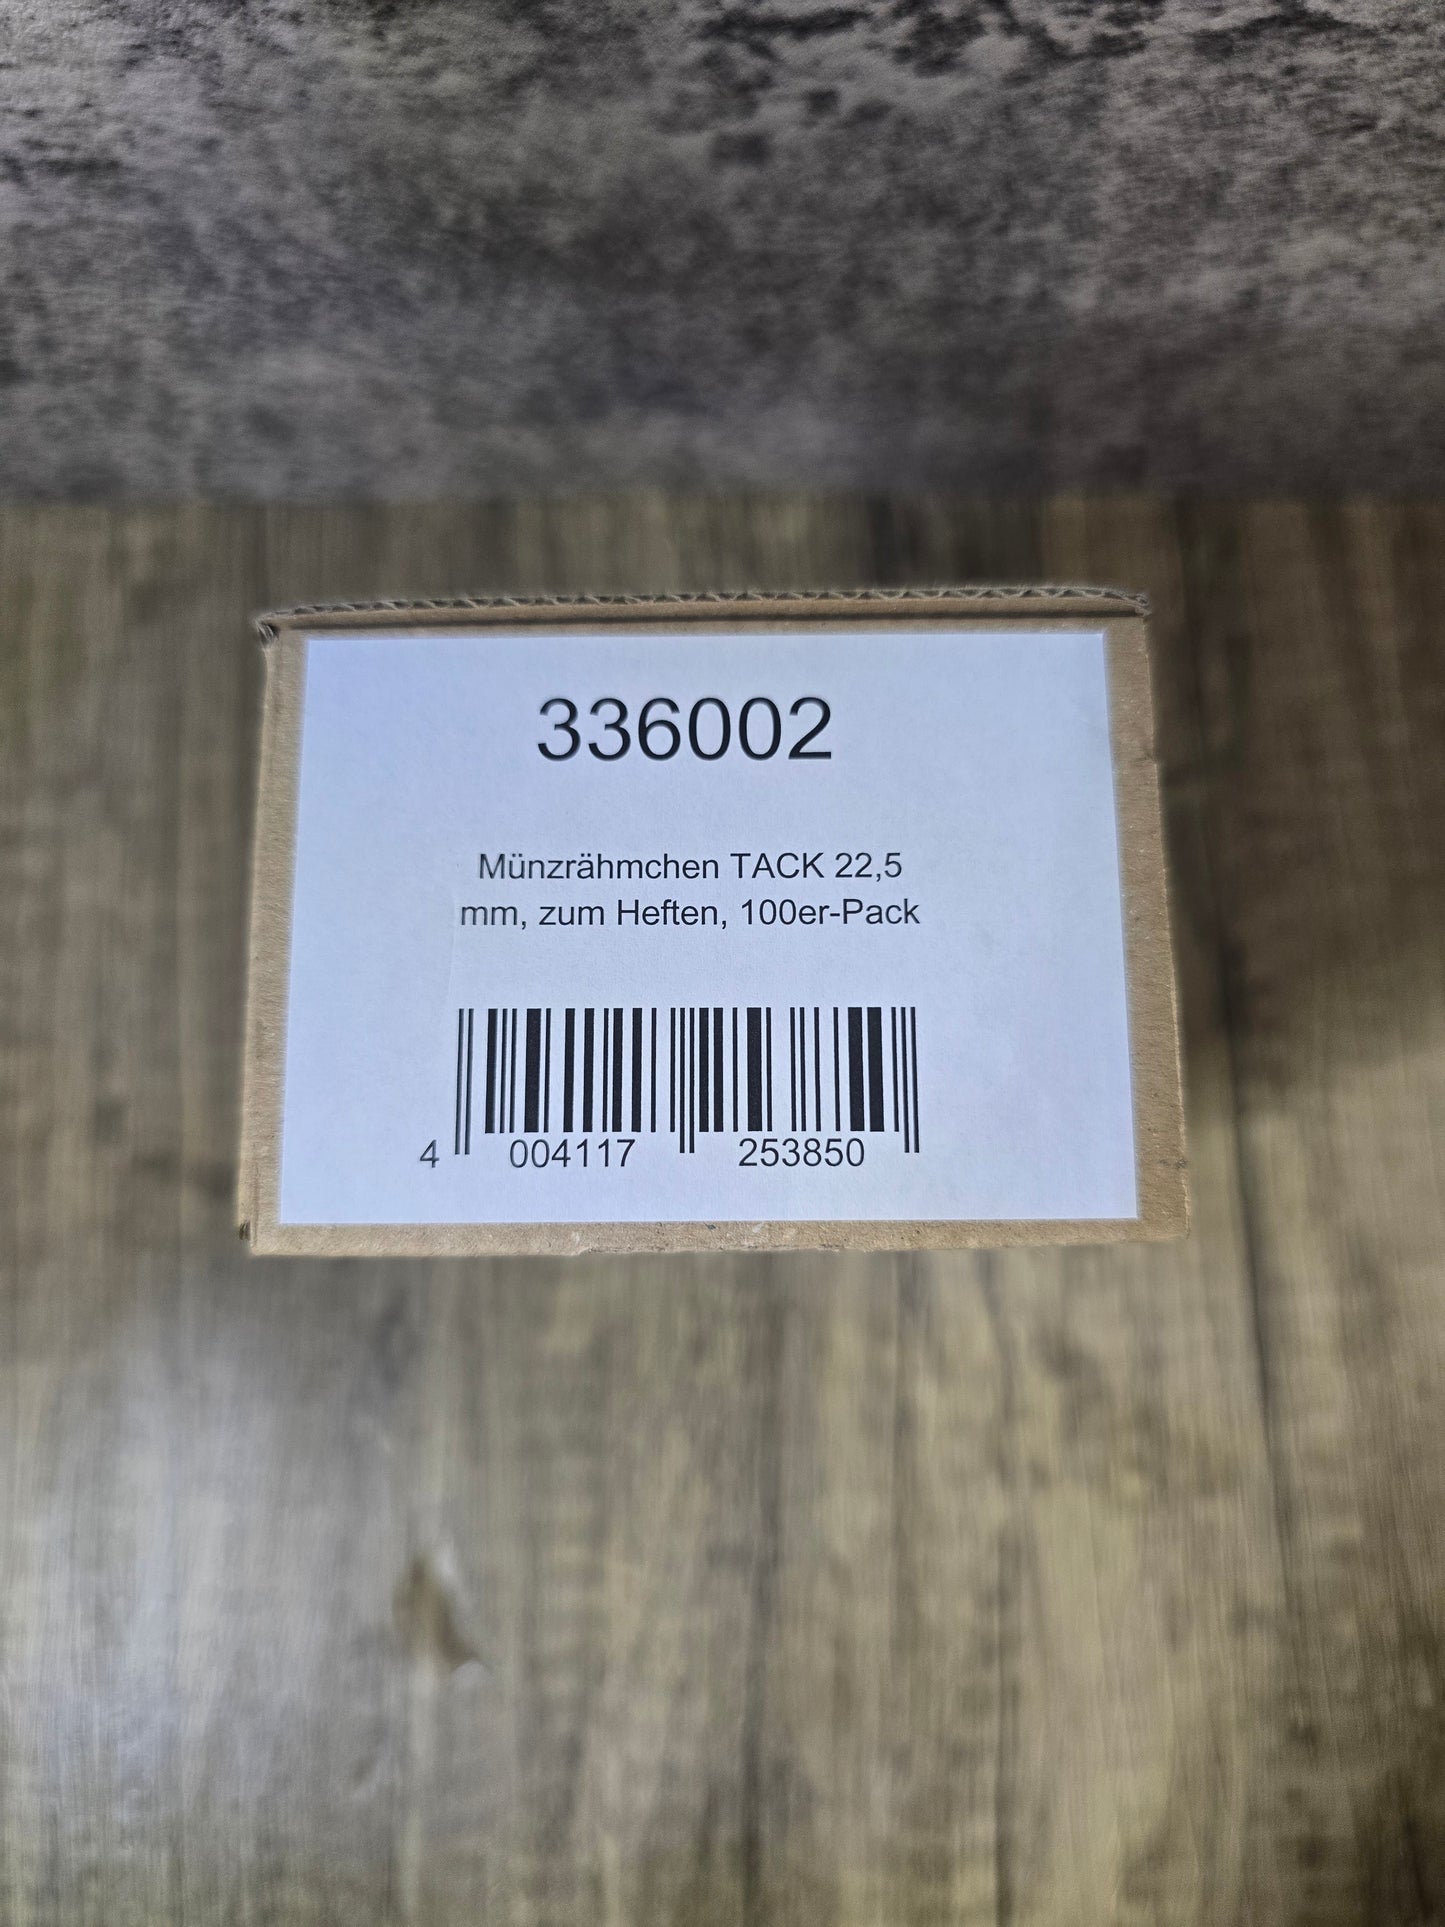 336002
Münzrähmchen TACK 22,5
mm, zum Heften, 100er-Pack
4 004117 253850